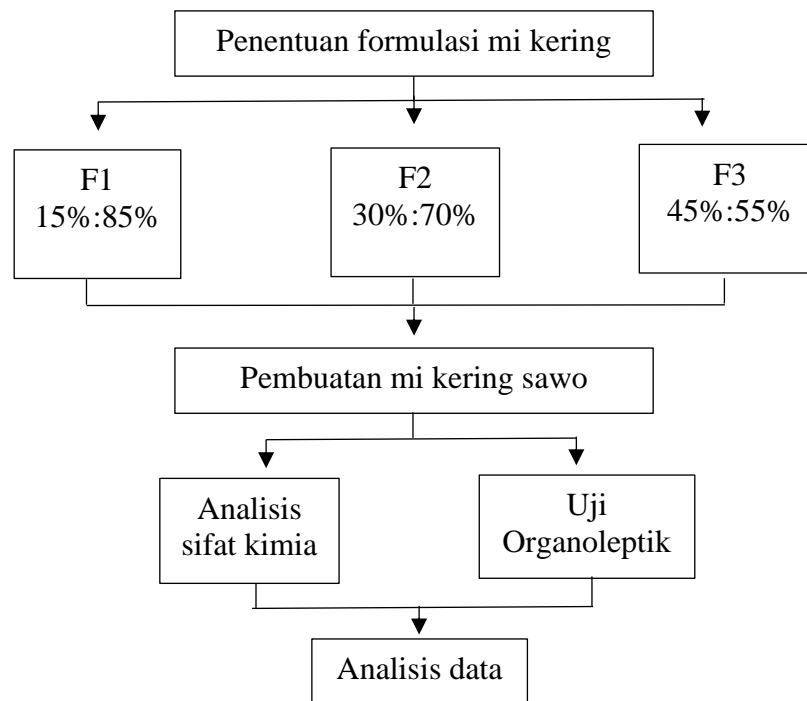 Penentuan formulasi mi kering
F1
15%:85%
F2
30%:70%
F3
45%:55%
Pembuatan mi kering sawo
Analisis
sifat kimia
Uji
Organoleptik
Analisis data